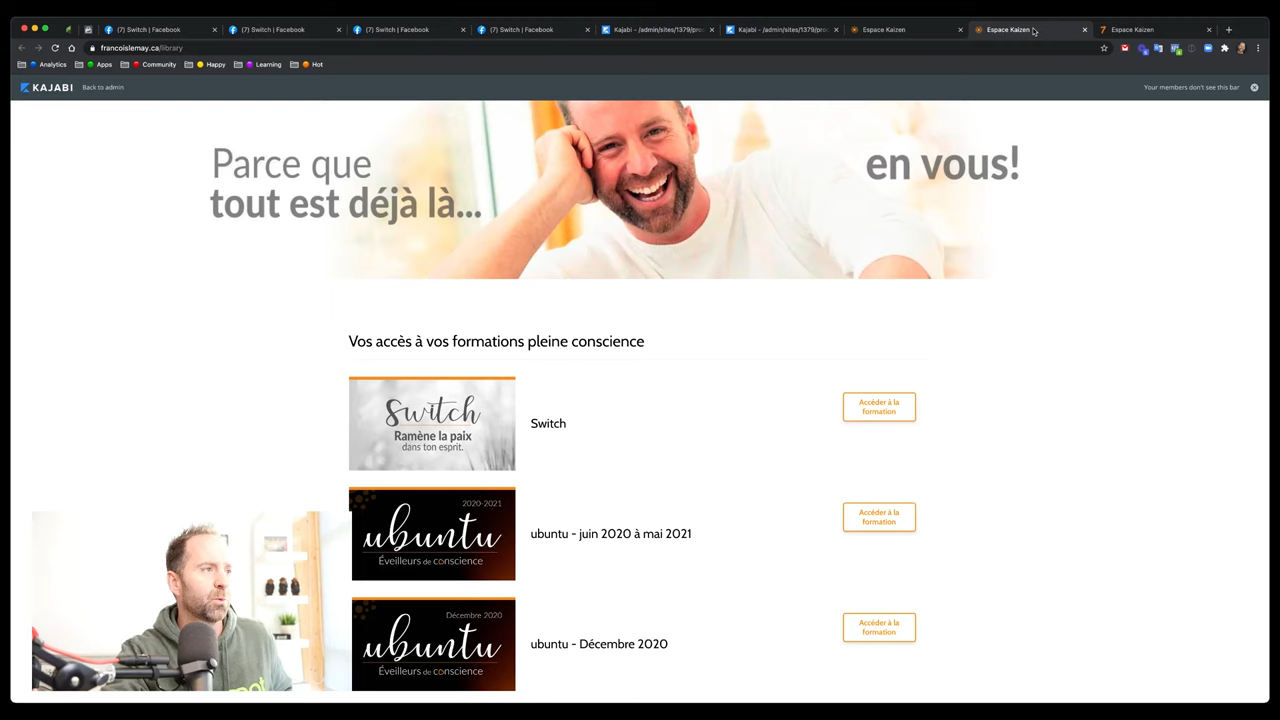 (7) Switch | Facebook
(7) Switch | Facebook
(7) Switch | Facebook
(7) Switch | Facebook
Kajabi - /admin/sites/1379/pro
Kajabi - /admin/sites/1379/pro
Espace Kaizen
Espace Kaizen
Espace Kaizen
francoislemay.ca/library
Analytics
Apps
Community
Happy
Learning
Hot
KAJABI
Back to admin
Your members don't see this bar
Parce que
tout est déjà là...
en vous!
Vos accès à vos formations pleine conscience
Switch
Ramène la paix
dans ton esprit.
Switch
Accéder à la
formation
2020-2021
ubuntu
Éveilleurs de conscience
ubuntu - juin 2020 à mai 2021
Accéder à la
formation
Décembre 2020
ubuntu
Éveilleurs de conscience
ubuntu - Décembre 2020
Accéder à la
formation